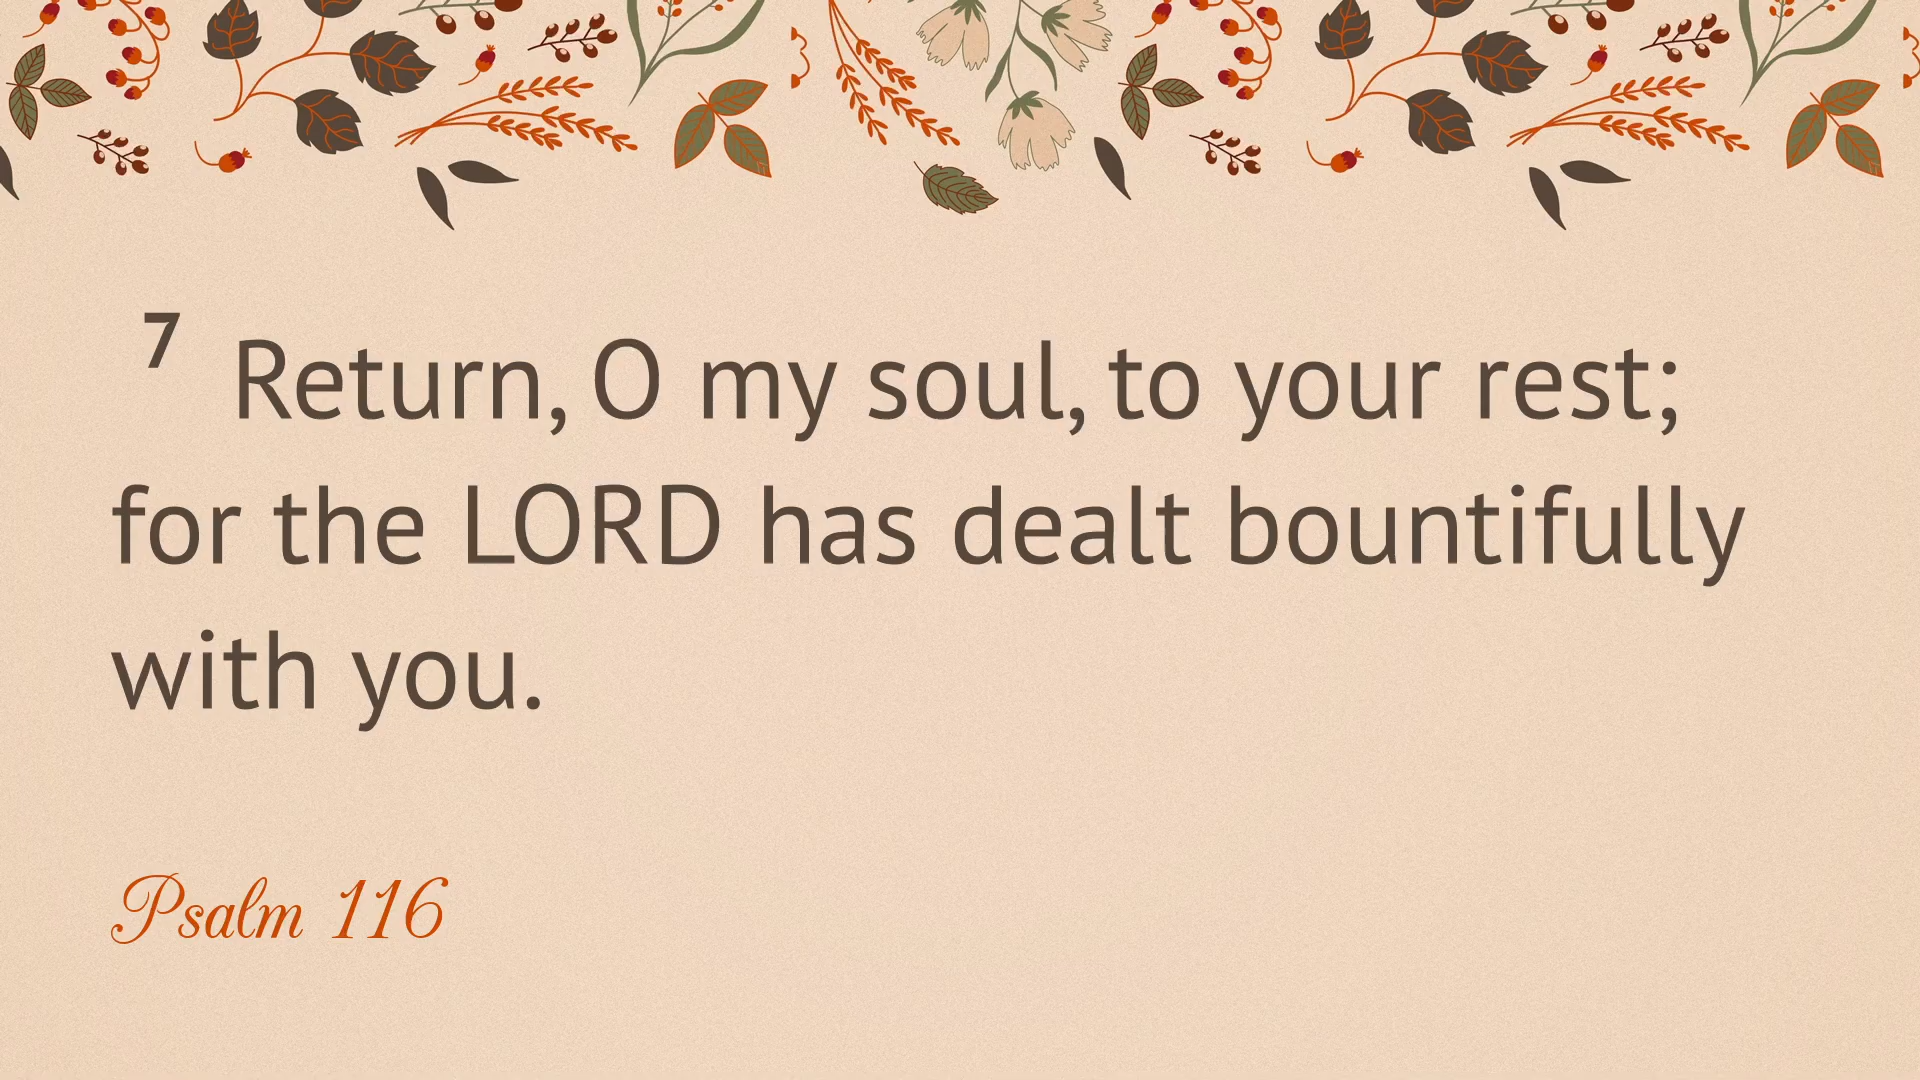 7 Return, O my soul, to your rest;
for the LORD has dealt bountifully
with you.
Psalm 116